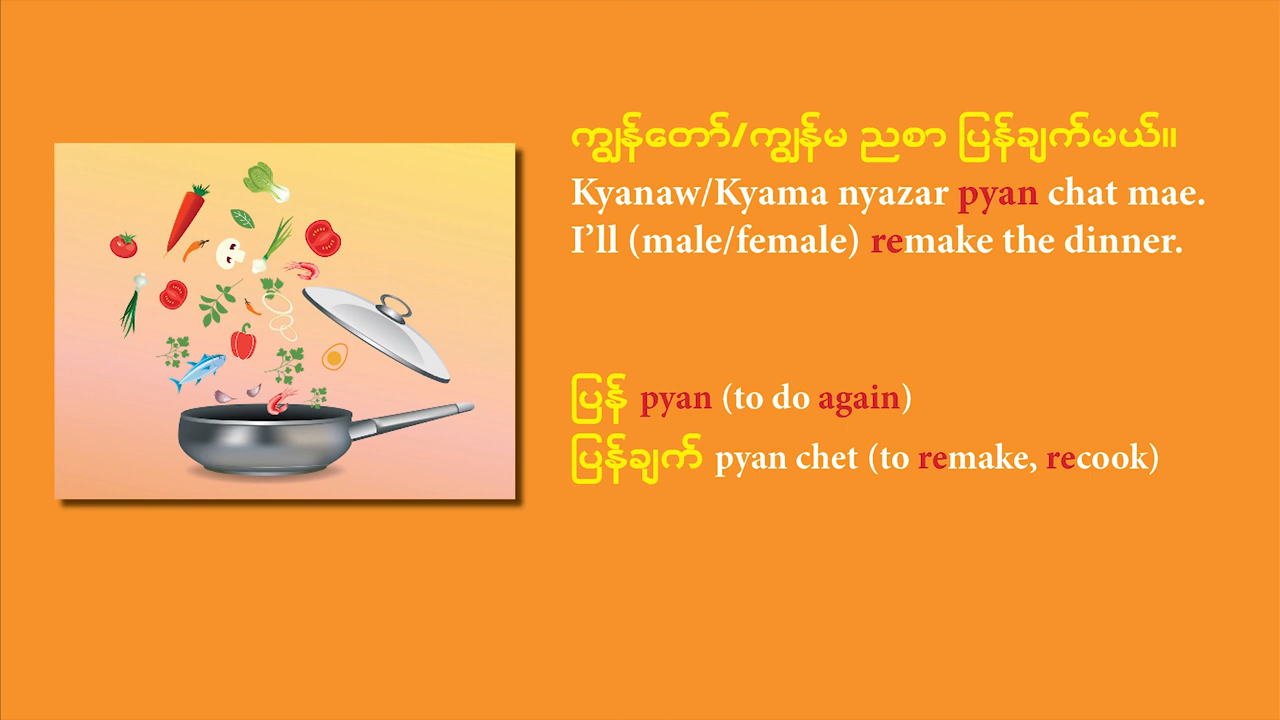 ကျွန်တော်/ကျွန်မ ညစာ ပြန်ချက်မယ်။
Kyanaw/Kyama nyazar pyan chat mae.
I’ll (male/female) remake the dinner.
ပြန် pyan (to do again)
ပြန်ချက် pyan chet (to remake, recook)